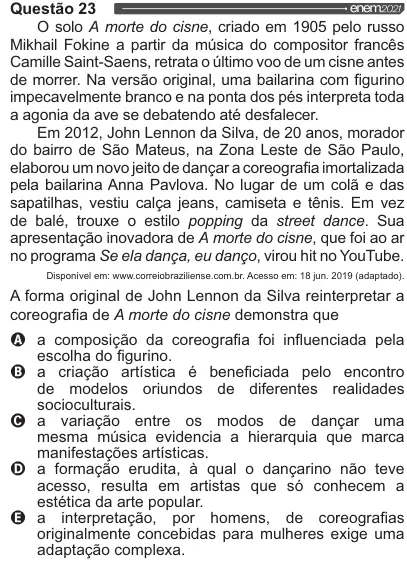 Questão 23 enem2021
O solo A morte do cisne, criado em 1905 pelo russo
Mikhail Fokine a partir da música do compositor francês
Camille Saint-Saens, retrata o último voo de um cisne antes
de morrer. Na versão original, uma bailarina com figurino
impecavelmente branco e na ponta dos pés interpreta toda
a agonia da ave se debatendo até desfalecer.
Em 2012, John Lennon da Silva, de 20 anos, morador
do bairro de São Mateus, na Zona Leste de São Paulo,
elaborou um novo jeito de dançar a coreografia imortalizada
pela bailarina Anna Pavlova. No lugar de um colã e das
sapatilhas, vestiu calça jeans, camiseta e tênis. Em vez
de balé, trouxe o estilo popping da street dance. Sua
apresentação inovadora de A morte do cisne, que foi ao ar
no programa Se ela dança, eu danço, virou hit no YouTube.
Disponível em: www.correiobraziliense.com.br. Acesso em: 18 jun. 2019 (adaptado).
A forma original de John Lennon da Silva reinterpretar a
coreografia de A morte do cisne demonstra que
A a composição da coreografia foi influenciada pela
escolha do figurino.
B a criação artística é beneficiada pelo encontro
de modelos oriundos de diferentes realidades
socioculturais.
C a variação entre os modos de dançar uma
mesma música evidencia a hierarquia que marca
manifestações artísticas.
D a formação erudita, à qual o dançarino não teve
acesso, resulta em artistas que só conhecem a
estética da arte popular.
E a interpretação, por homens, de coreografias
originalmente concebidas para mulheres exige uma
adaptação complexa.